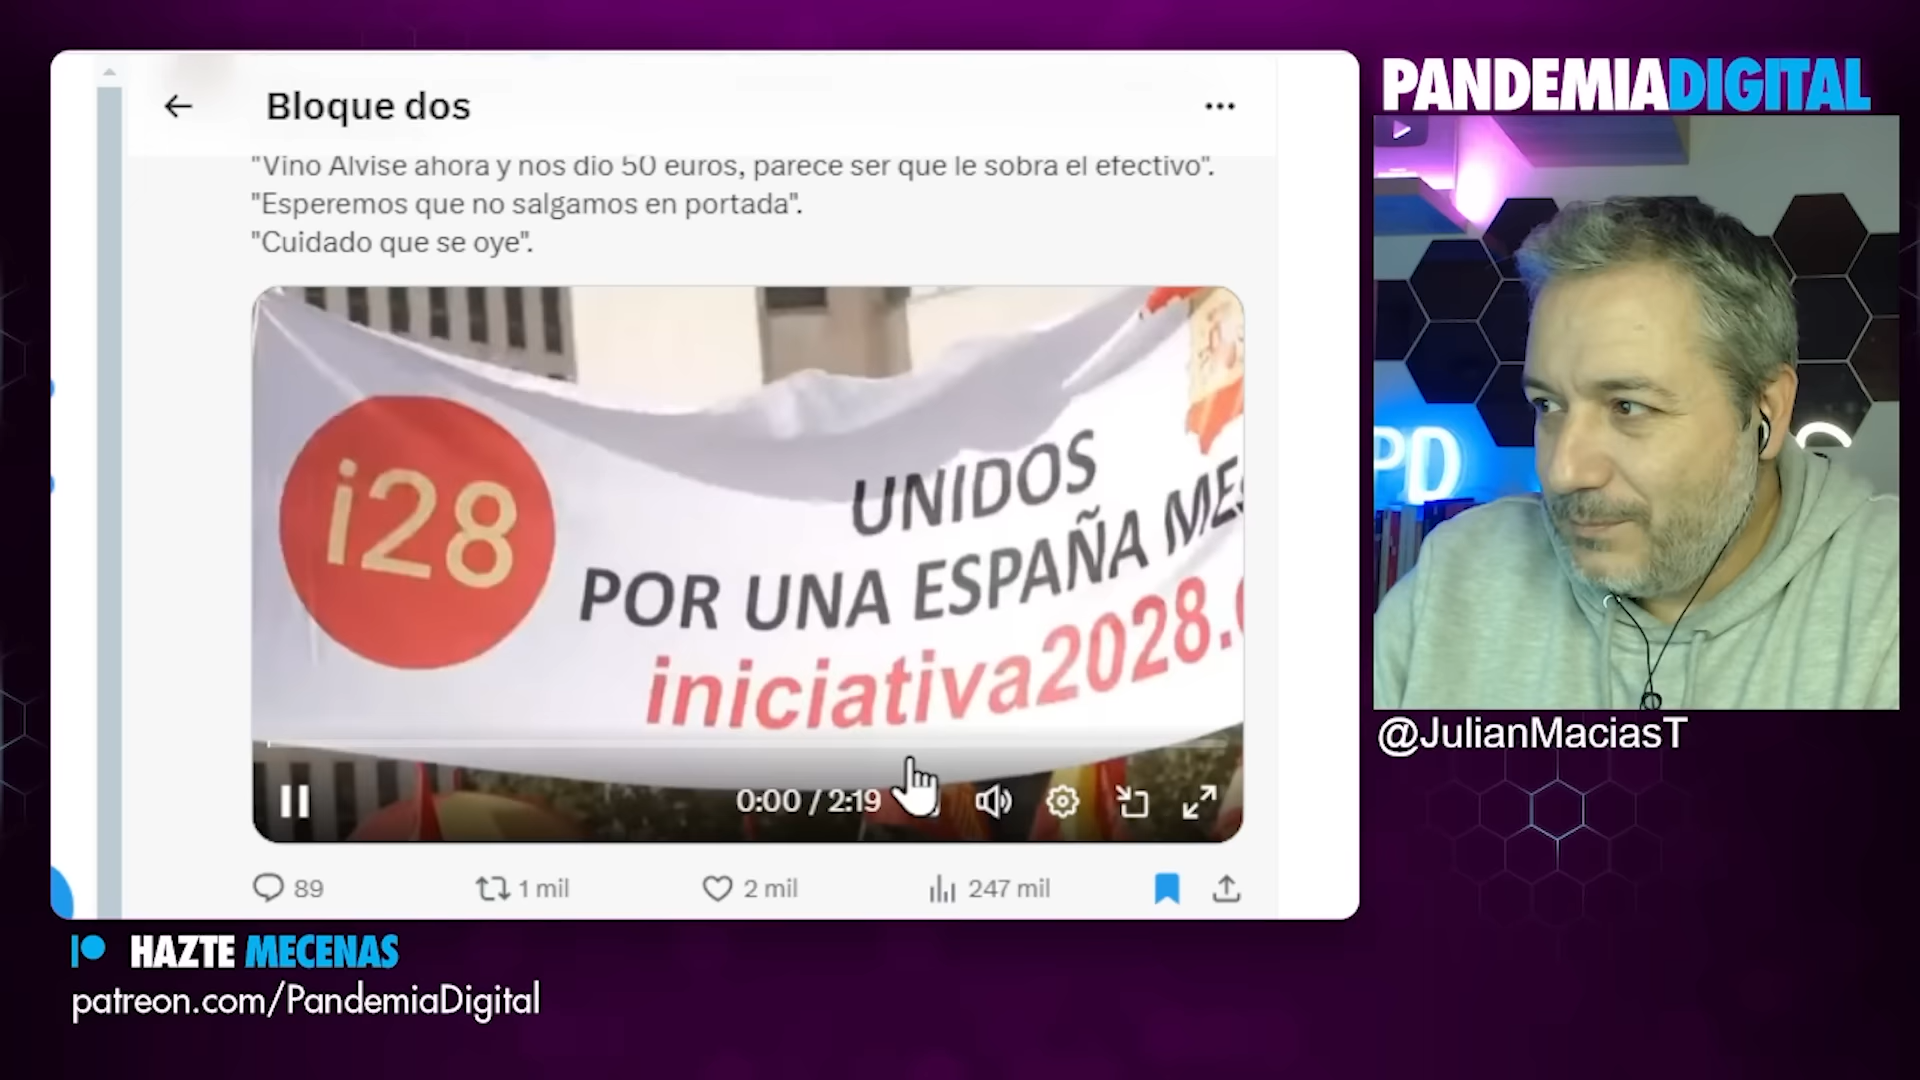 PANDEMIADIGITAL
Bloque dos
"Vino Alvise ahora y nos dio 50 euros, parece ser que le sobra el efectivo".
"Esperemos que no salgamos en portada".
"Cuidado que se oye".
i28
UNIDOS
POR UNA ESPAÑA ME
iniciativa2028.
0:00 / 2:19
89
1 mil
2 mil
247 mil
PD
@JulianMaciasT
HAZTE MECENAS
patreon.com/PandemiaDigital